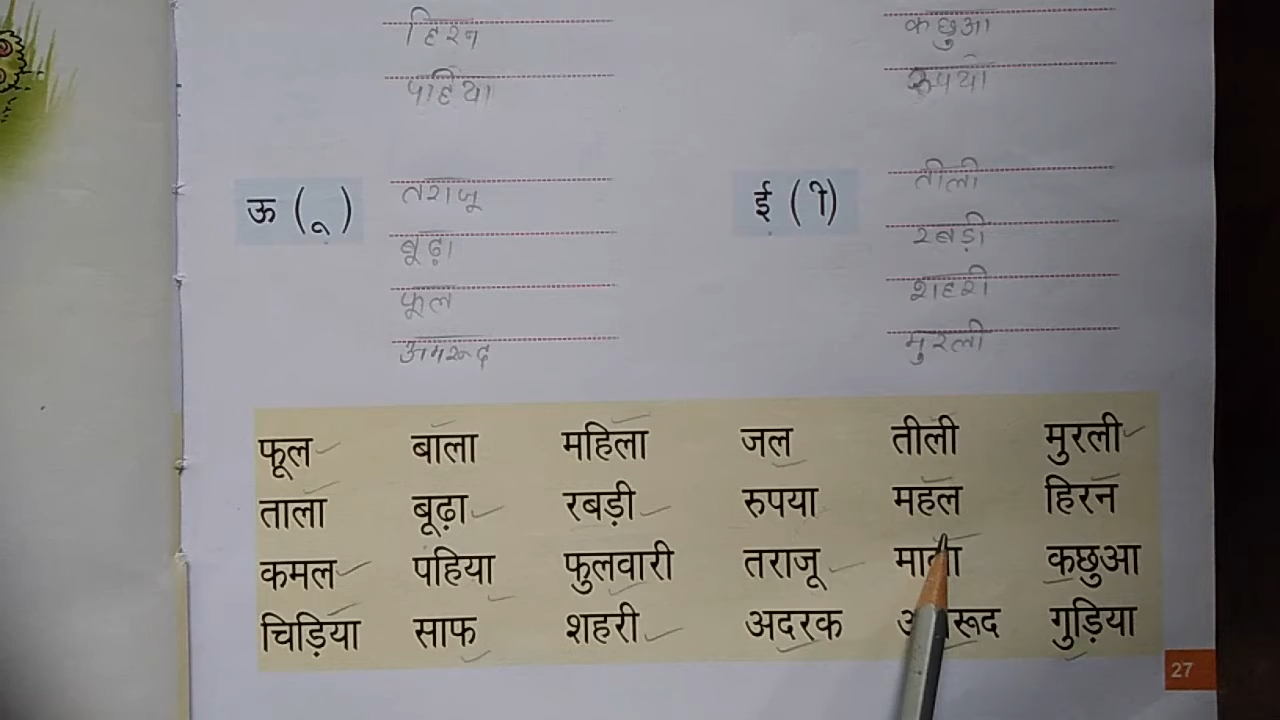 हिरन
कछुआ
पहिया
रुपया
ऊ ( ू )
तराजू
बूढ़ा
फूल
अमरूद
ई ( ी )
तीली
रबड़ी
शहरी
मुरली
फूल बाला महिला जल तीली मुरली
ताला बूढ़ा रबड़ी रुपया महल हिरन
कमल पहिया फुलवारी तराजू कछुआ
चिड़िया साफ शहरी अदरक अमरूद गुड़िया
27